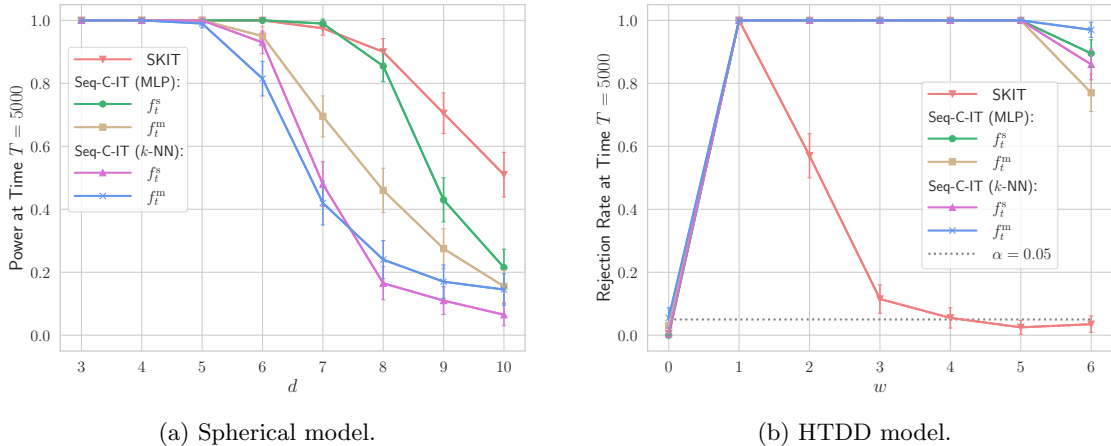 Power at Time T = 5000
1.0
0.8
0.6
0.4
0.2
0.0
SKIT
Seq-C-IT (MLP):
f_t^s
f_t^m
Seq-C-IT (k-NN):
f_t^s
f_t^m
3 4 5 6 7 8 9 10
d
(a) Spherical model.
Rejection Rate at Time T = 5000
1.0
0.8
0.6
0.4
0.2
0.0
SKIT
Seq-C-IT (MLP):
f_t^s
f_t^m
Seq-C-IT (k-NN):
f_t^s
f_t^m
α = 0.05
0 1 2 3 4 5 6
w
(b) HTDD model.